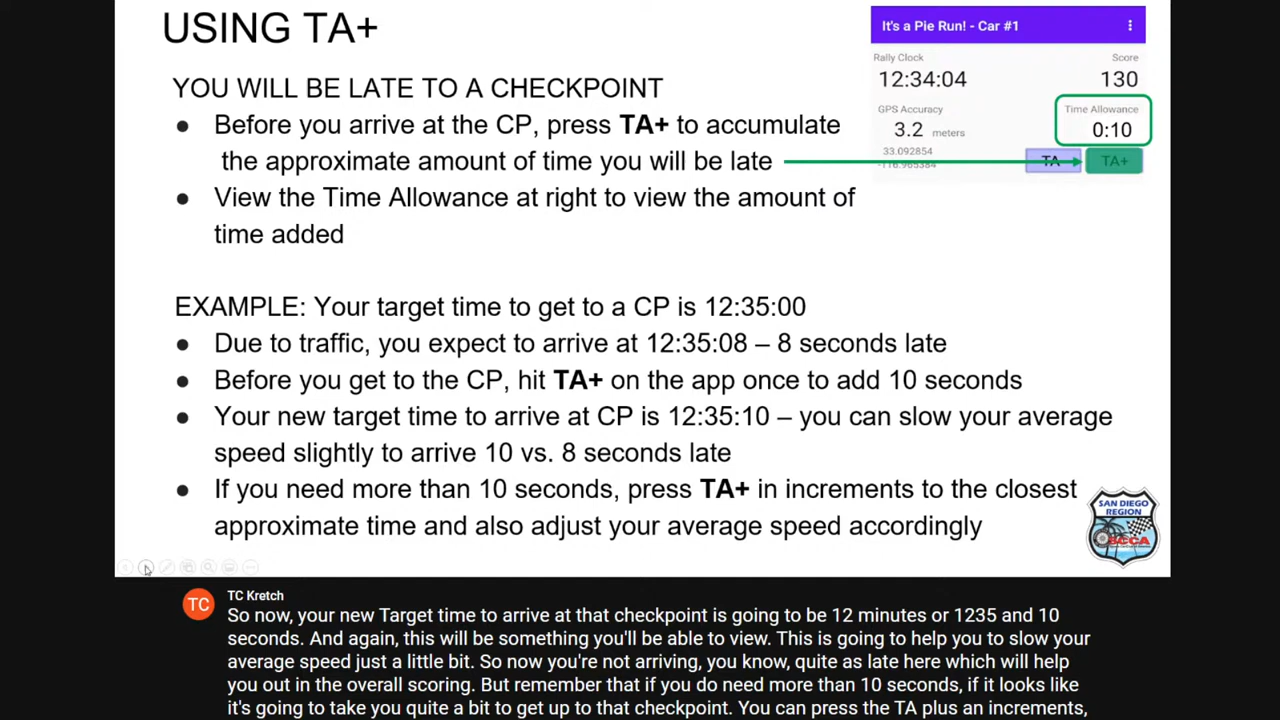 USING TA+
It's a Pie Run! - Car #1
Rally Clock
Score
12:34:04
130
GPS Accuracy
Time Allowance
3.2 meters
0:10
33.092854
-116.965384
TA-
TA+
YOU WILL BE LATE TO A CHECKPOINT
● Before you arrive at the CP, press TA+ to accumulate
the approximate amount of time you will be late
● View the Time Allowance at right to view the amount of
time added
EXAMPLE: Your target time to get to a CP is 12:35:00
● Due to traffic, you expect to arrive at 12:35:08 – 8 seconds late
● Before you get to the CP, hit TA+ on the app once to add 10 seconds
● Your new target time to arrive at CP is 12:35:10 – you can slow your average
speed slightly to arrive 10 vs. 8 seconds late
● If you need more than 10 seconds, press TA+ in increments to the closest
approximate time and also adjust your average speed accordingly
SAN DIEGO
REGION
SCCA
TC
TC Kretch
So now, your new Target time to arrive at that checkpoint is going to be 12 minutes or 1235 and 10
seconds. And again, this will be something you'll be able to view. This is going to help you to slow your
average speed just a little bit. So now you're not arriving, you know, quite as late here which will help
you out in the overall scoring. But remember that if you do need more than 10 seconds, if it looks like
it's going to take you quite a bit to get up to that checkpoint. You can press the TA plus an increments,